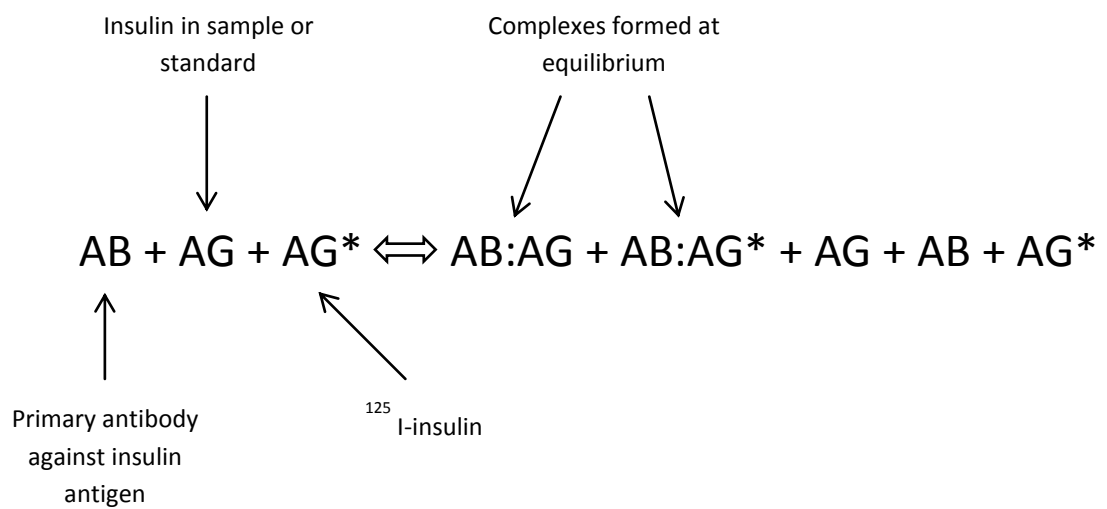 Insulin in sample or
standard
Complexes formed at
equilibrium
AB + AG + AG* ⇔ AB:AG + AB:AG* + AG + AB + AG*
Primary antibody
against insulin
antigen
125 I-insulin